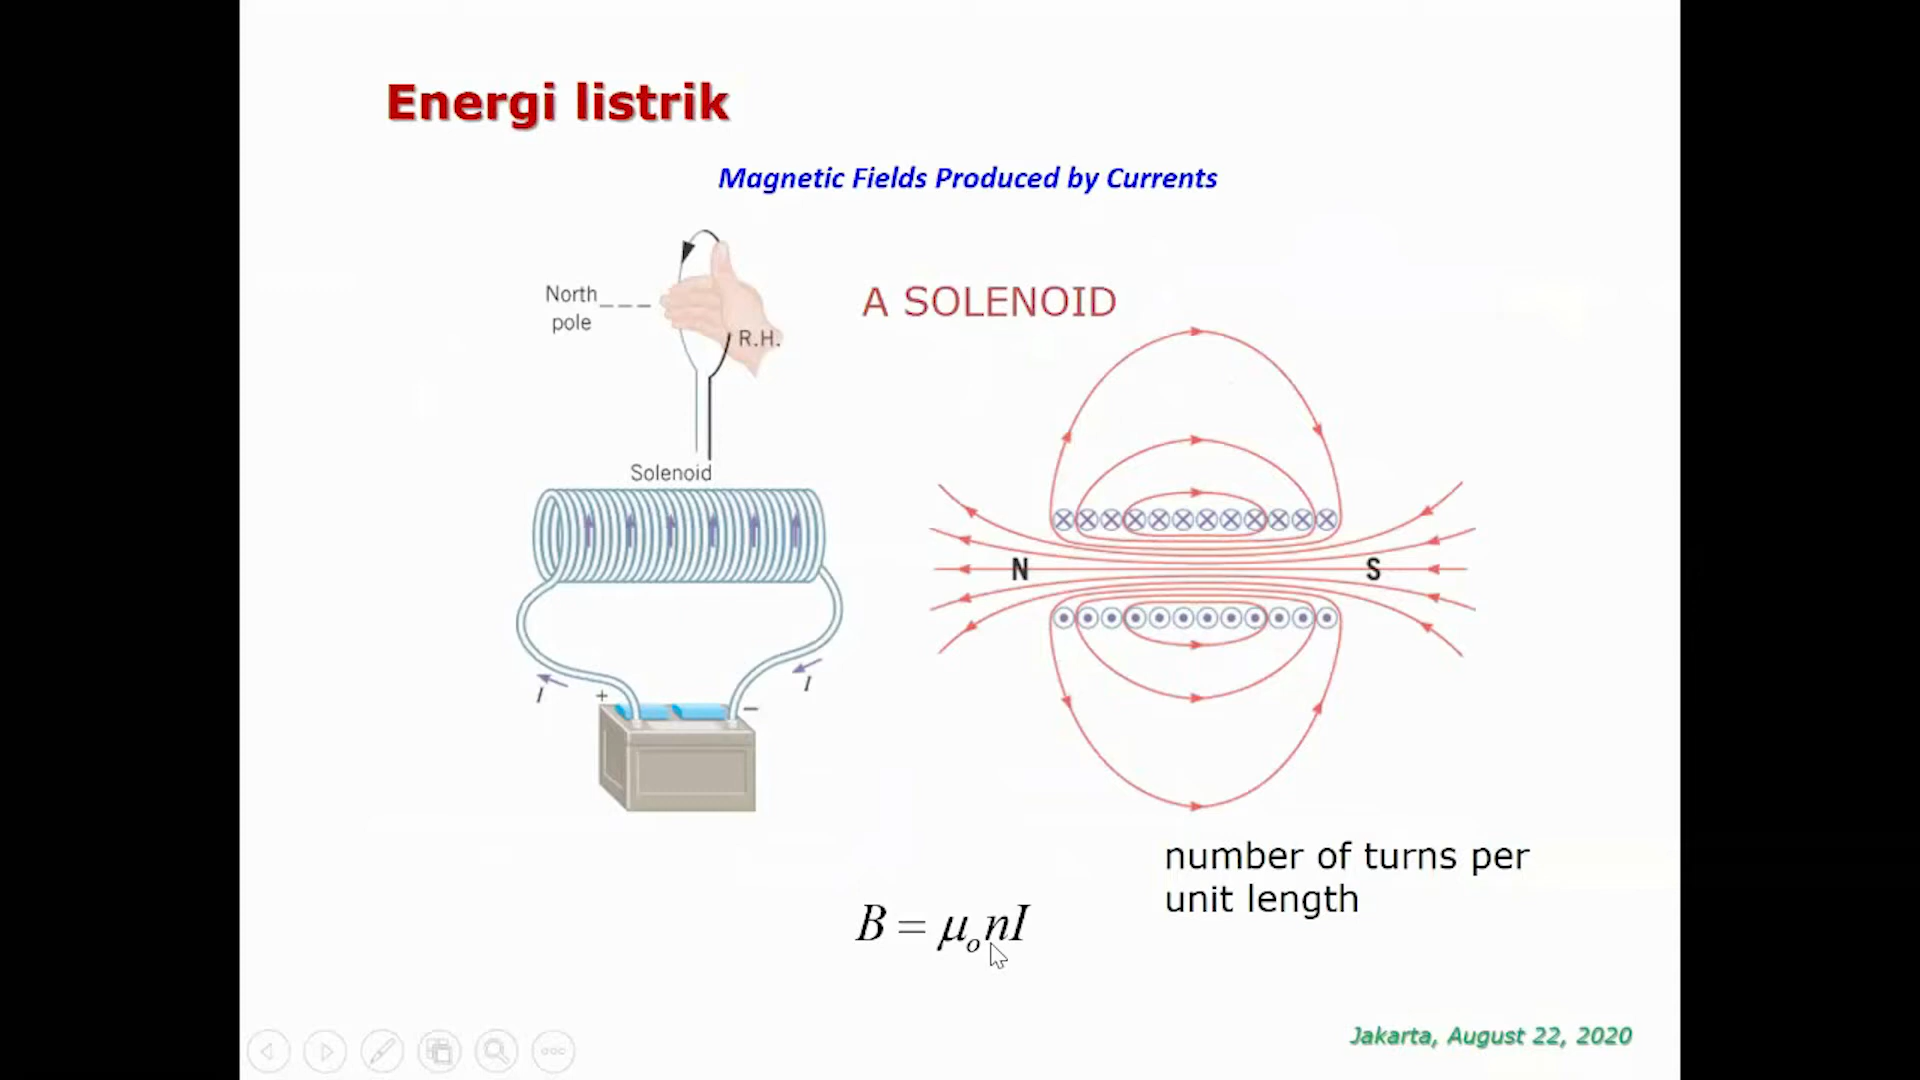 Energi listrik
Magnetic Fields Produced by Currents
North
pole
R.H.
A SOLENOID
Solenoid
N
S
I
+
−
I
number of turns per
unit length
B = μₒnI
Jakarta, August 22, 2020